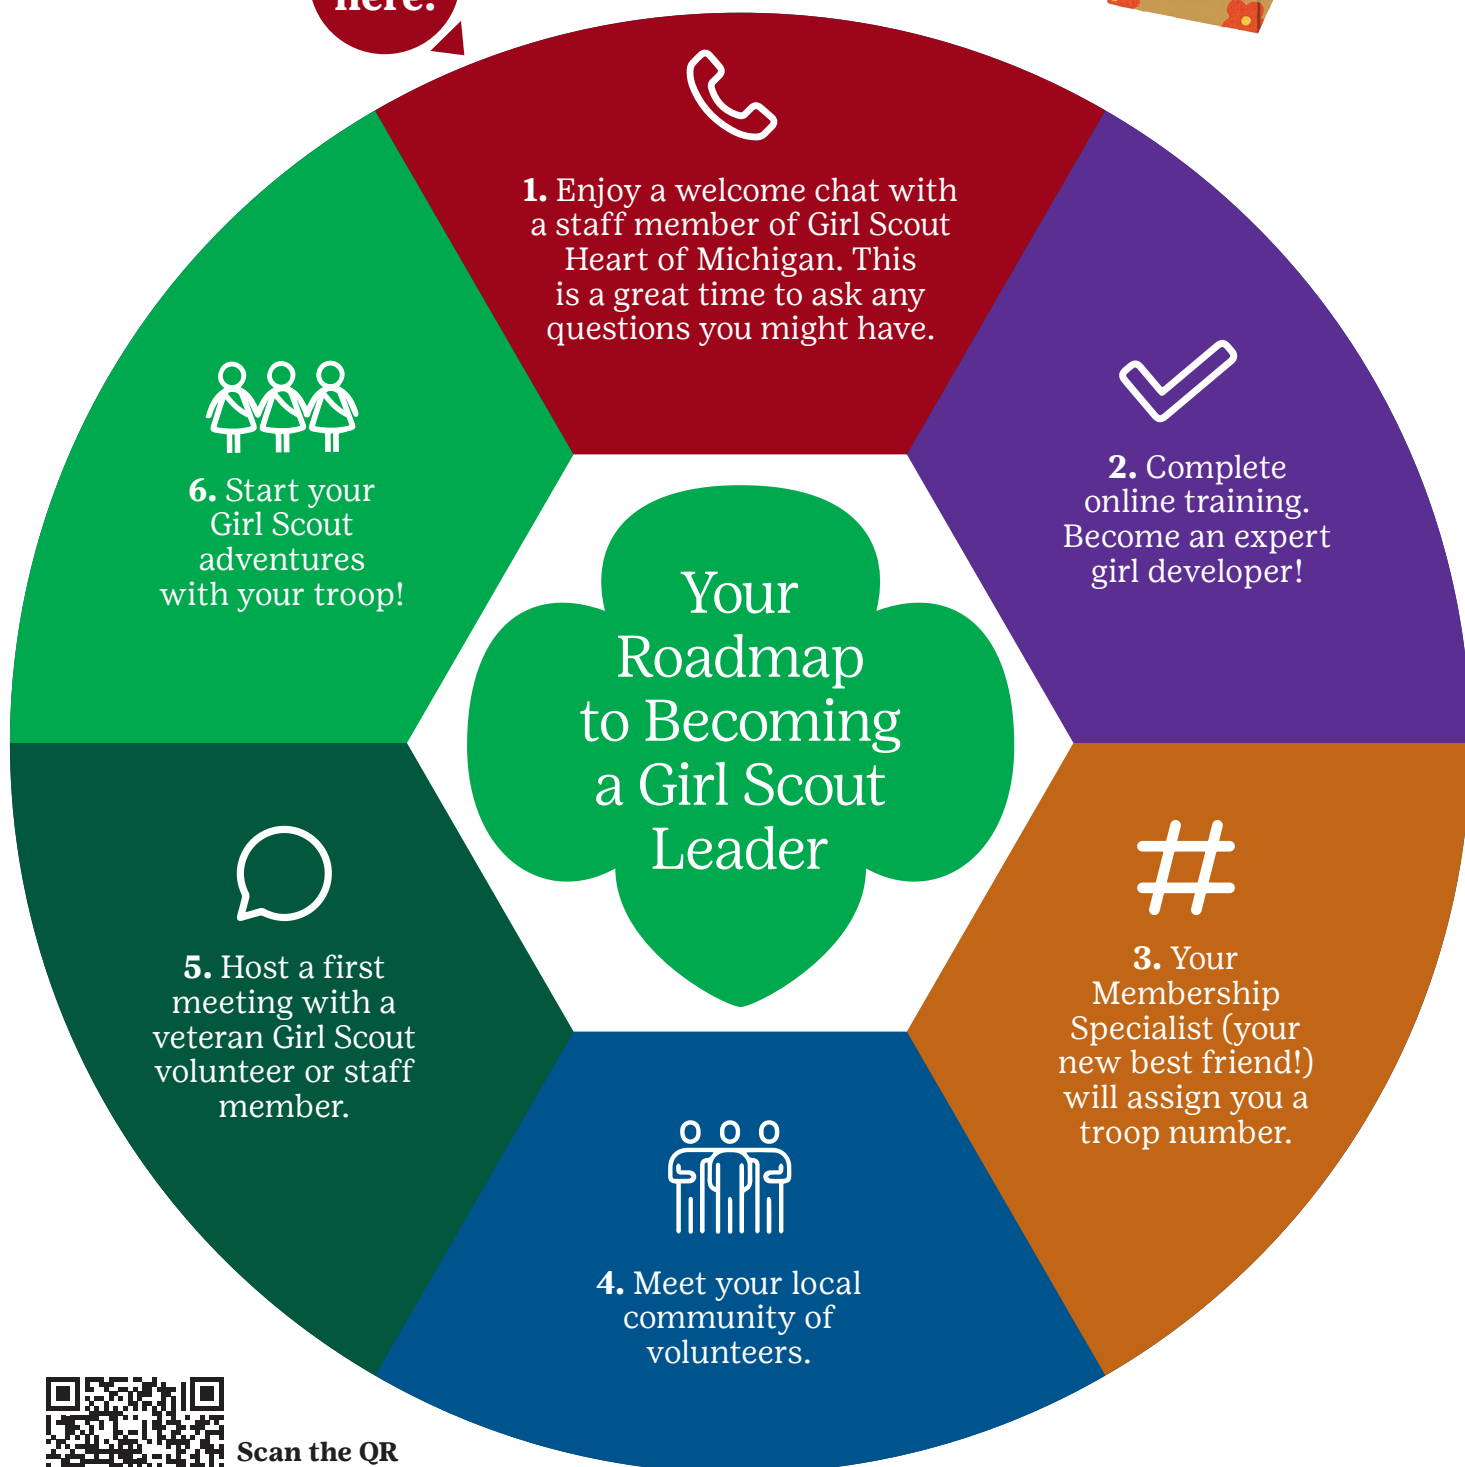 here.
1. Enjoy a welcome chat with
a staff member of Girl Scout
Heart of Michigan. This
is a great time to ask any
questions you might have.
2. Complete
online training.
Become an expert
girl developer!
3. Your
Membership
Specialist (your
new best friend!)
will assign you a
troop number.
4. Meet your local
community of
volunteers.
5. Host a first
meeting with a
veteran Girl Scout
volunteer or staff
member.
6. Start your
Girl Scout
adventures
with your troop!
Your
Roadmap
to Becoming
a Girl Scout
Leader
Scan the QR